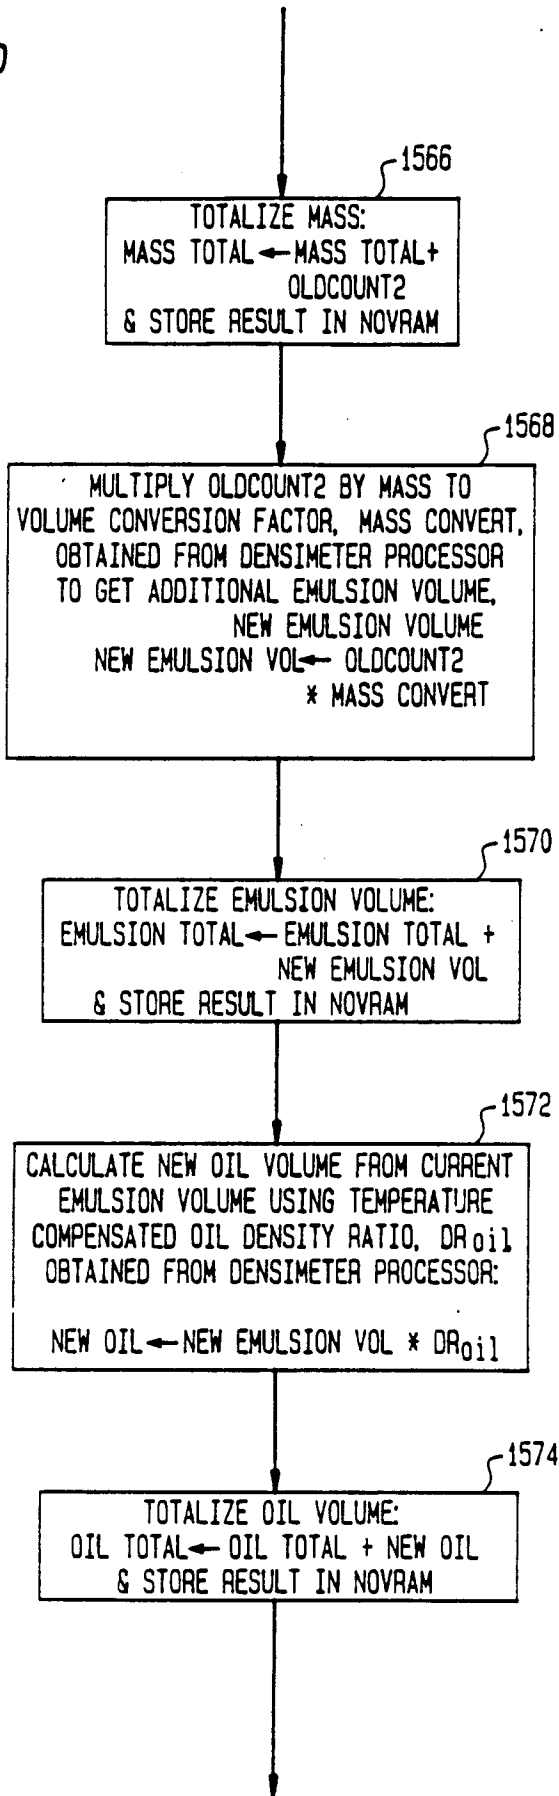 D
1566
TOTALIZE MASS:
MASS TOTAL ← MASS TOTAL+
OLDCOUNT2
& STORE RESULT IN NOVRAM
1568
MULTIPLY OLDCOUNT2 BY MASS TO
VOLUME CONVERSION FACTOR, MASS CONVERT,
OBTAINED FROM DENSIMETER PROCESSOR
TO GET ADDITIONAL EMULSION VOLUME,
NEW EMULSION VOLUME
NEW EMULSION VOL ← OLDCOUNT2
* MASS CONVERT
1570
TOTALIZE EMULSION VOLUME:
EMULSION TOTAL ← EMULSION TOTAL +
NEW EMULSION VOL
& STORE RESULT IN NOVRAM
1572
CALCULATE NEW OIL VOLUME FROM CURRENT
EMULSION VOLUME USING TEMPERATURE
COMPENSATED OIL DENSITY RATIO, DRoil
OBTAINED FROM DENSIMETER PROCESSOR:
NEW OIL ← NEW EMULSION VOL * DRoil
1574
TOTALIZE OIL VOLUME:
OIL TOTAL ← OIL TOTAL + NEW OIL
& STORE RESULT IN NOVRAM